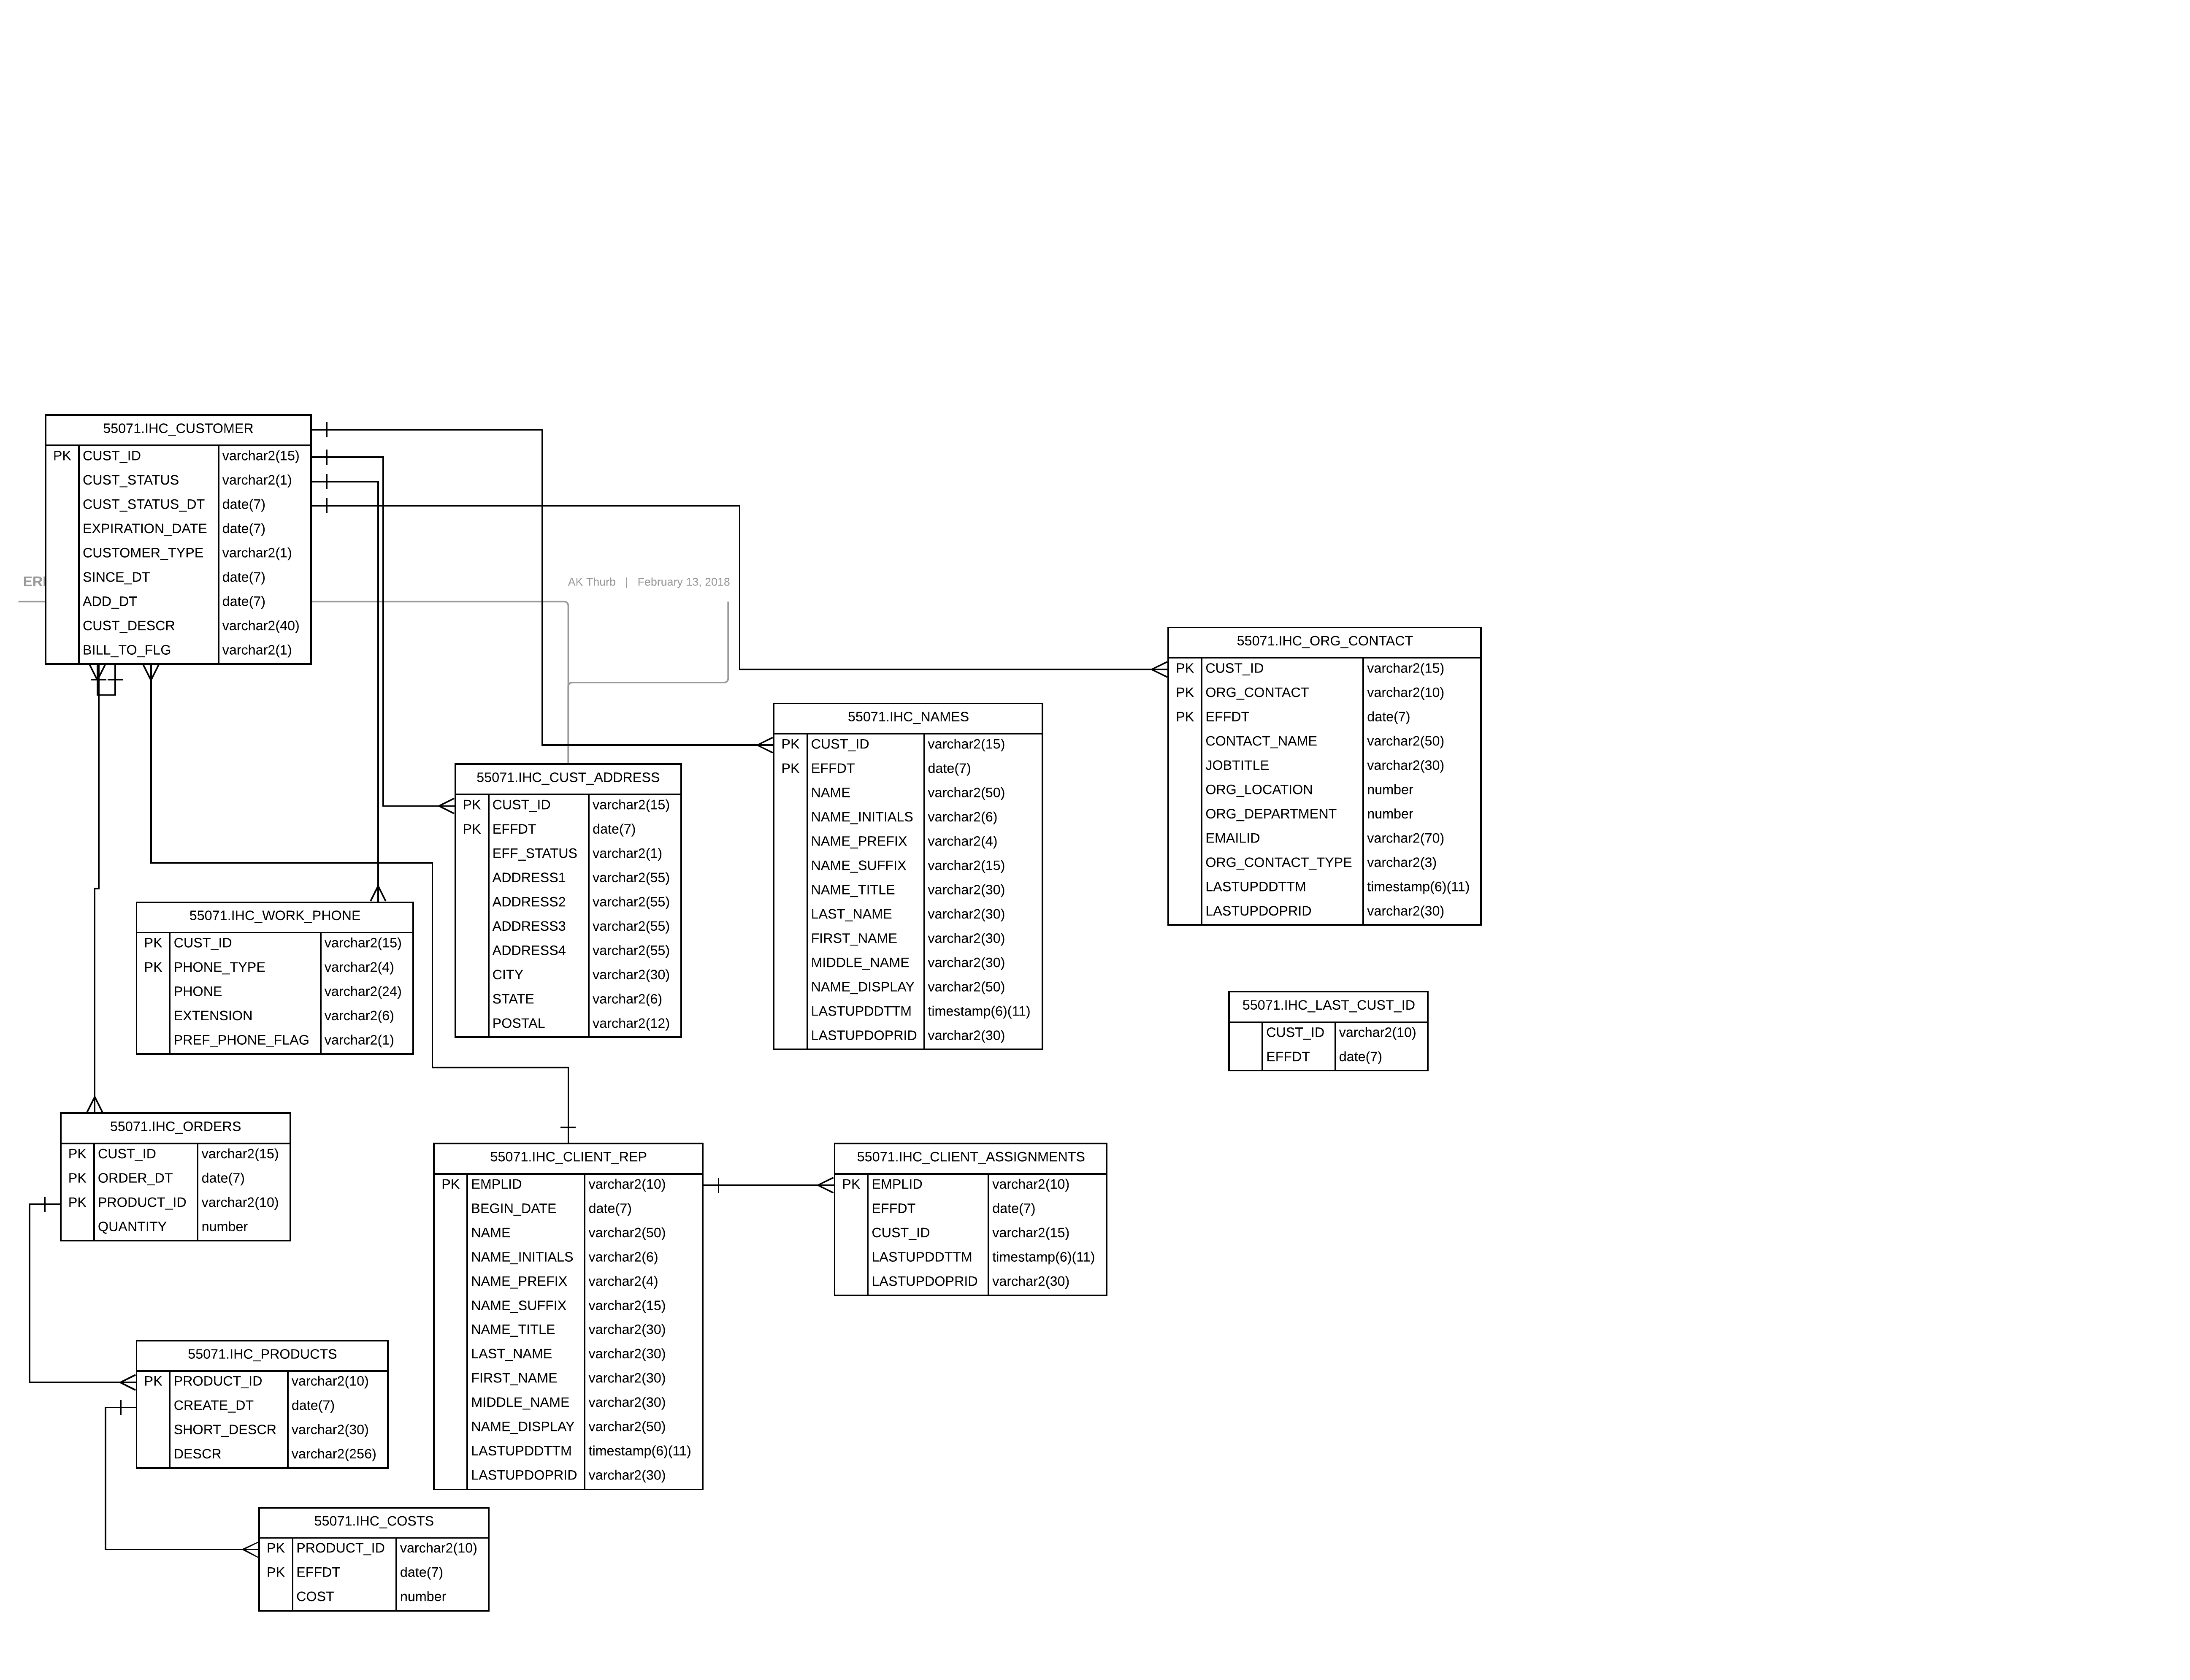 55071.IHC_CUSTOMER
PK CUST_ID varchar2(15)
CUST_STATUS varchar2(1)
CUST_STATUS_DT date(7)
EXPIRATION_DATE date(7)
CUSTOMER_TYPE varchar2(1)
SINCE_DT date(7)
ADD_DT date(7)
CUST_DESCR varchar2(40)
BILL_TO_FLG varchar2(1)
AK Thurb | February 13, 2018
55071.IHC_ORG_CONTACT
PK CUST_ID varchar2(15)
PK ORG_CONTACT varchar2(10)
PK EFFDT date(7)
CONTACT_NAME varchar2(50)
JOBTITLE varchar2(30)
ORG_LOCATION number
ORG_DEPARTMENT number
EMAILID varchar2(70)
ORG_CONTACT_TYPE varchar2(3)
LASTUPDDTTM timestamp(6)(11)
LASTUPDOPRID varchar2(30)
55071.IHC_NAMES
PK CUST_ID varchar2(15)
PK EFFDT date(7)
NAME varchar2(50)
NAME_INITIALS varchar2(6)
NAME_PREFIX varchar2(4)
NAME_SUFFIX varchar2(15)
NAME_TITLE varchar2(30)
LAST_NAME varchar2(30)
FIRST_NAME varchar2(30)
MIDDLE_NAME varchar2(30)
NAME_DISPLAY varchar2(50)
LASTUPDDTTM timestamp(6)(11)
LASTUPDOPRID varchar2(30)
55071.IHC_CUST_ADDRESS
PK CUST_ID varchar2(15)
PK EFFDT date(7)
EFF_STATUS varchar2(1)
ADDRESS1 varchar2(55)
ADDRESS2 varchar2(55)
ADDRESS3 varchar2(55)
ADDRESS4 varchar2(55)
CITY varchar2(30)
STATE varchar2(6)
POSTAL varchar2(12)
55071.IHC_WORK_PHONE
PK CUST_ID varchar2(15)
PK PHONE_TYPE varchar2(4)
PHONE varchar2(24)
EXTENSION varchar2(6)
PREF_PHONE_FLAG varchar2(1)
55071.IHC_LAST_CUST_ID
CUST_ID varchar2(10)
EFFDT date(7)
55071.IHC_ORDERS
PK CUST_ID varchar2(15)
PK ORDER_DT date(7)
PK PRODUCT_ID varchar2(10)
QUANTITY number
55071.IHC_CLIENT_REP
PK EMPLID varchar2(10)
BEGIN_DATE date(7)
NAME varchar2(50)
NAME_INITIALS varchar2(6)
NAME_PREFIX varchar2(4)
NAME_SUFFIX varchar2(15)
NAME_TITLE varchar2(30)
LAST_NAME varchar2(30)
FIRST_NAME varchar2(30)
MIDDLE_NAME varchar2(30)
NAME_DISPLAY varchar2(50)
LASTUPDDTTM timestamp(6)(11)
LASTUPDOPRID varchar2(30)
55071.IHC_CLIENT_ASSIGNMENTS
PK EMPLID varchar2(10)
EFFDT date(7)
CUST_ID varchar2(15)
LASTUPDDTTM timestamp(6)(11)
LASTUPDOPRID varchar2(30)
55071.IHC_PRODUCTS
PK PRODUCT_ID varchar2(10)
CREATE_DT date(7)
SHORT_DESCR varchar2(30)
DESCR varchar2(256)
55071.IHC_COSTS
PK PRODUCT_ID varchar2(10)
PK EFFDT date(7)
COST number